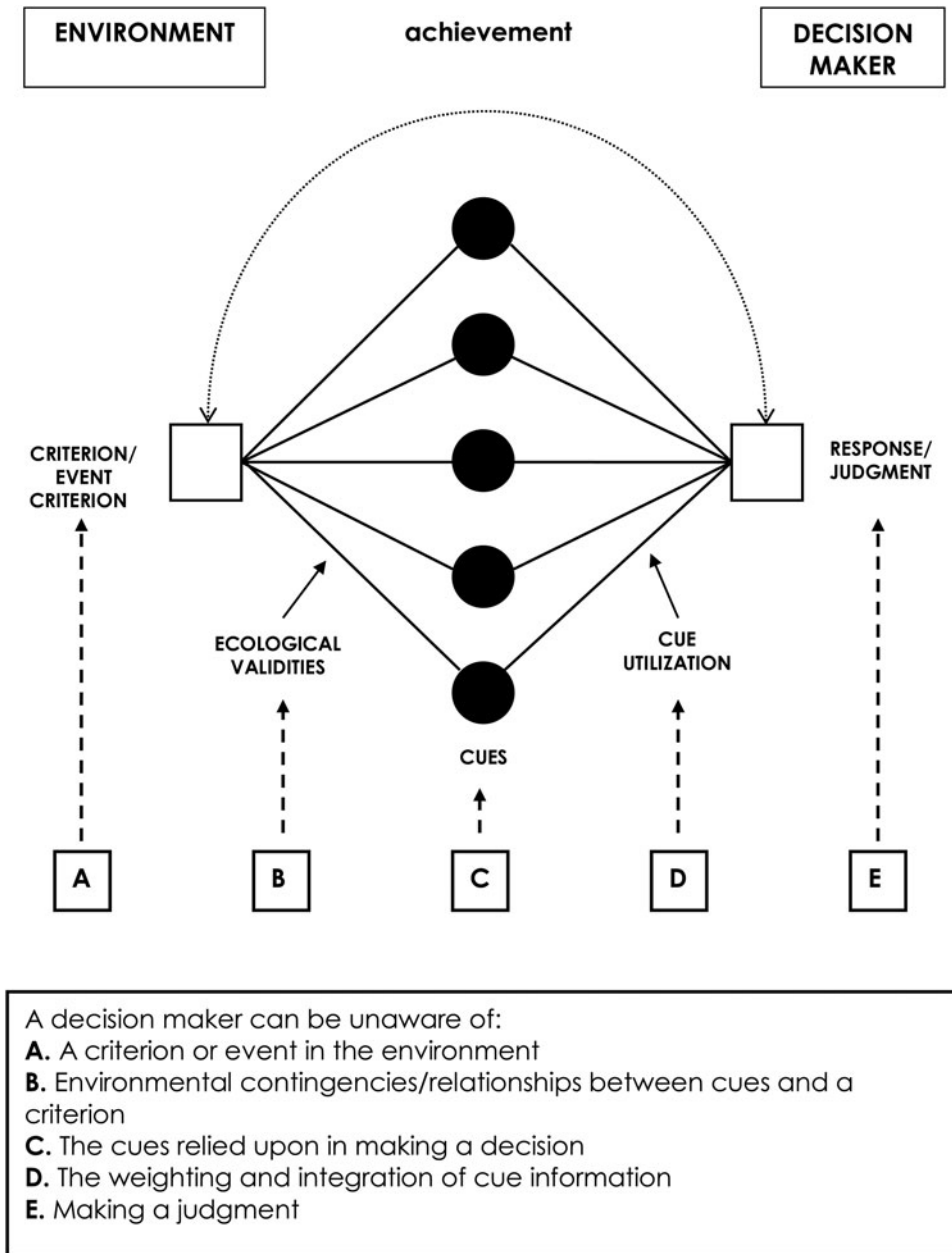 ENVIRONMENT
achievement
DECISION
MAKER
CRITERION/
EVENT
CRITERION
RESPONSE/
JUDGMENT
ECOLOGICAL
VALIDITIES
CUE
UTILIZATION
CUES
A
B
C
D
E
A decision maker can be unaware of:
A. A criterion or event in the environment
B. Environmental contingencies/relationships between cues and a
criterion
C. The cues relied upon in making a decision
D. The weighting and integration of cue information
E. Making a judgment